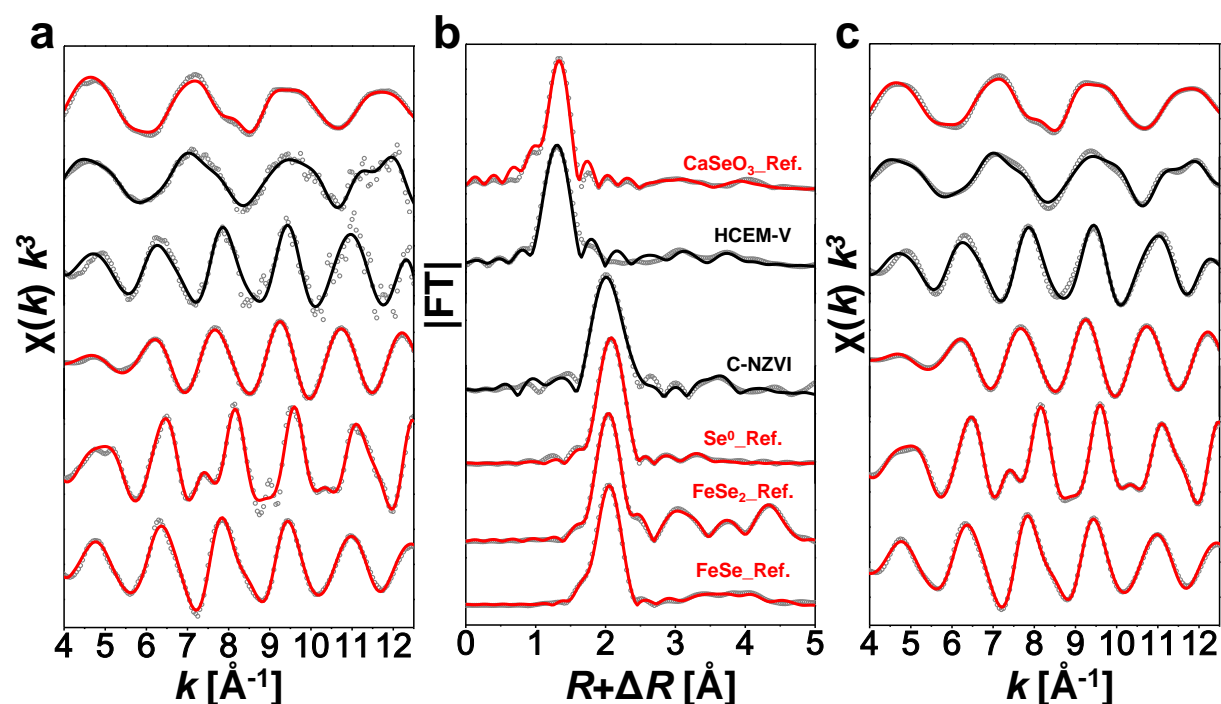 a
χ(k) k³
4 5 6 7 8 9 10 11 12
k [Å⁻¹]
b
|FT|
CaSeO₃_Ref.
HCEM-V
C-NZVI
Se⁰_Ref.
FeSe₂_Ref.
FeSe_Ref.
0 1 2 3 4 5
R+ΔR [Å]
c
χ(k) k³
4 5 6 7 8 9 10 11 12
k [Å⁻¹]